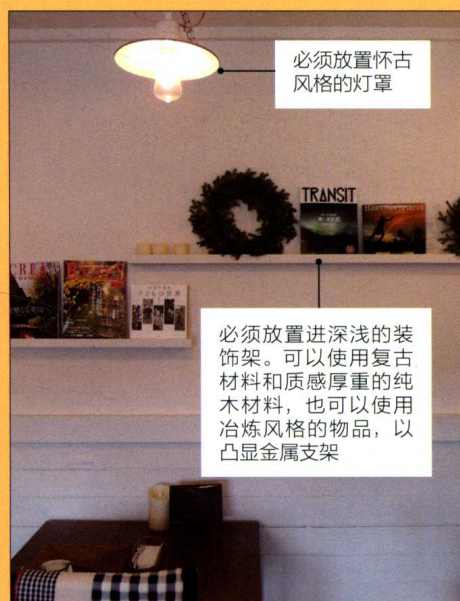 必须放置怀古
风格的灯罩
TRANSIT
CREA
必须放置进深浅的装
饰架。可以使用复古
材料和质感厚重的纯
木材料，也可以使用
冶炼风格的物品，以
凸显金属支架